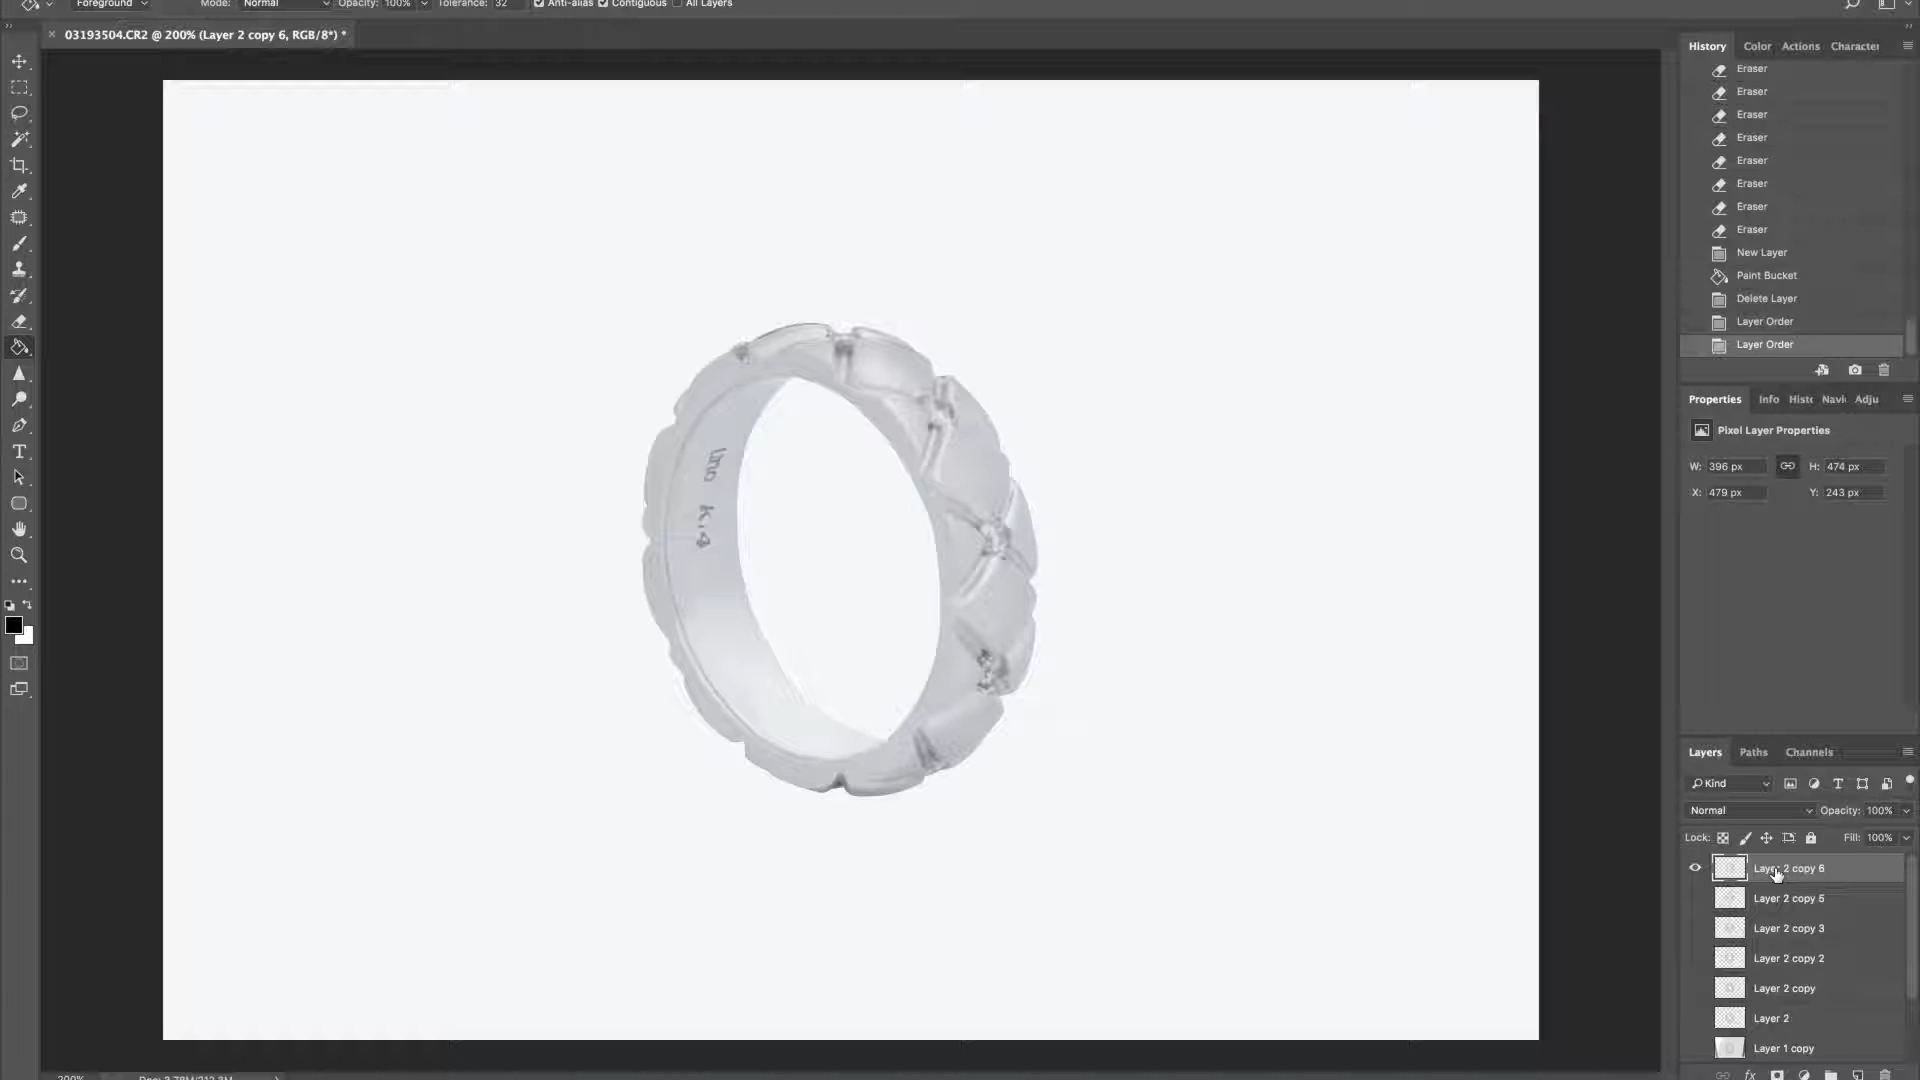 Foreground Mode: Normal Opacity: 100% Tolerance: 32 Anti-alias Contiguous All Layers
× 03193504.CR2 @ 200% (Layer 2 copy 6, RGB/8*) *
History Color Actions Character
Eraser
Eraser
Eraser
Eraser
Eraser
Eraser
Eraser
Eraser
New Layer
Paint Bucket
Delete Layer
Layer Order
Layer Order
Properties Info Histo Navi Adju
Pixel Layer Properties
W: 396 px H: 474 px
X: 479 px Y: 243 px
Layers Paths Channels
Kind
Normal Opacity: 100%
Lock: Fill: 100%
Layer 2 copy 6
Layer 2 copy 5
Layer 2 copy 3
Layer 2 copy 2
Layer 2 copy
Layer 2
Layer 1 copy
fx
200%